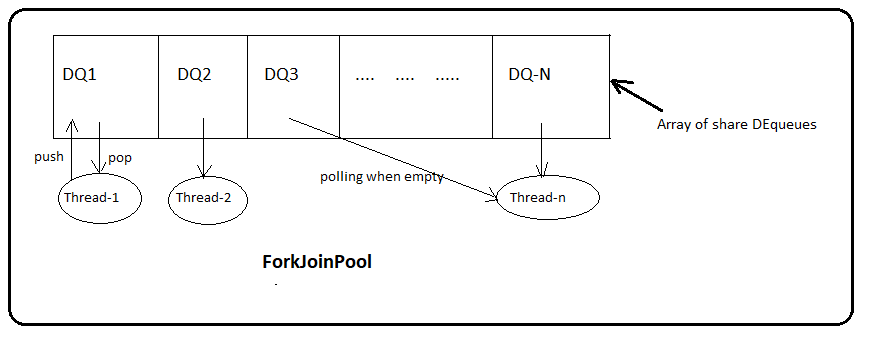 DQ1
DQ2
DQ3
.... .... .....
DQ-N
Array of share DEqueues
push
pop
polling when empty
Thread-1
Thread-2
Thread-n
ForkJoinPool
.